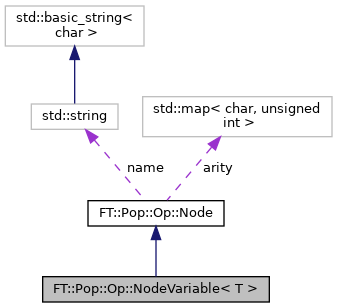 std::basic_string<
char >
std::string
std::map< char, unsigned
int >
name
arity
FT::Pop::Op::Node
FT::Pop::Op::NodeVariable< T >